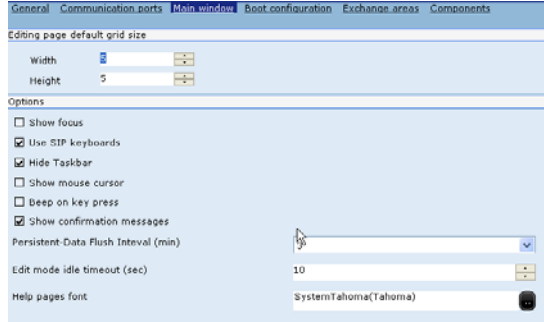 General Communication ports Main window Boot configuration Exchange areas Components
Editing page default grid size
Width 5
Height 5
Options
Show focus
Use SIP keyboards
Hide Taskbar
Show mouse cursor
Beep on key press
Show confirmation messages
Persistent-Data Flush Inteval (min)
Edit mode idle timeout (sec) 10
Help pages font SystemTahoma(Tahoma)